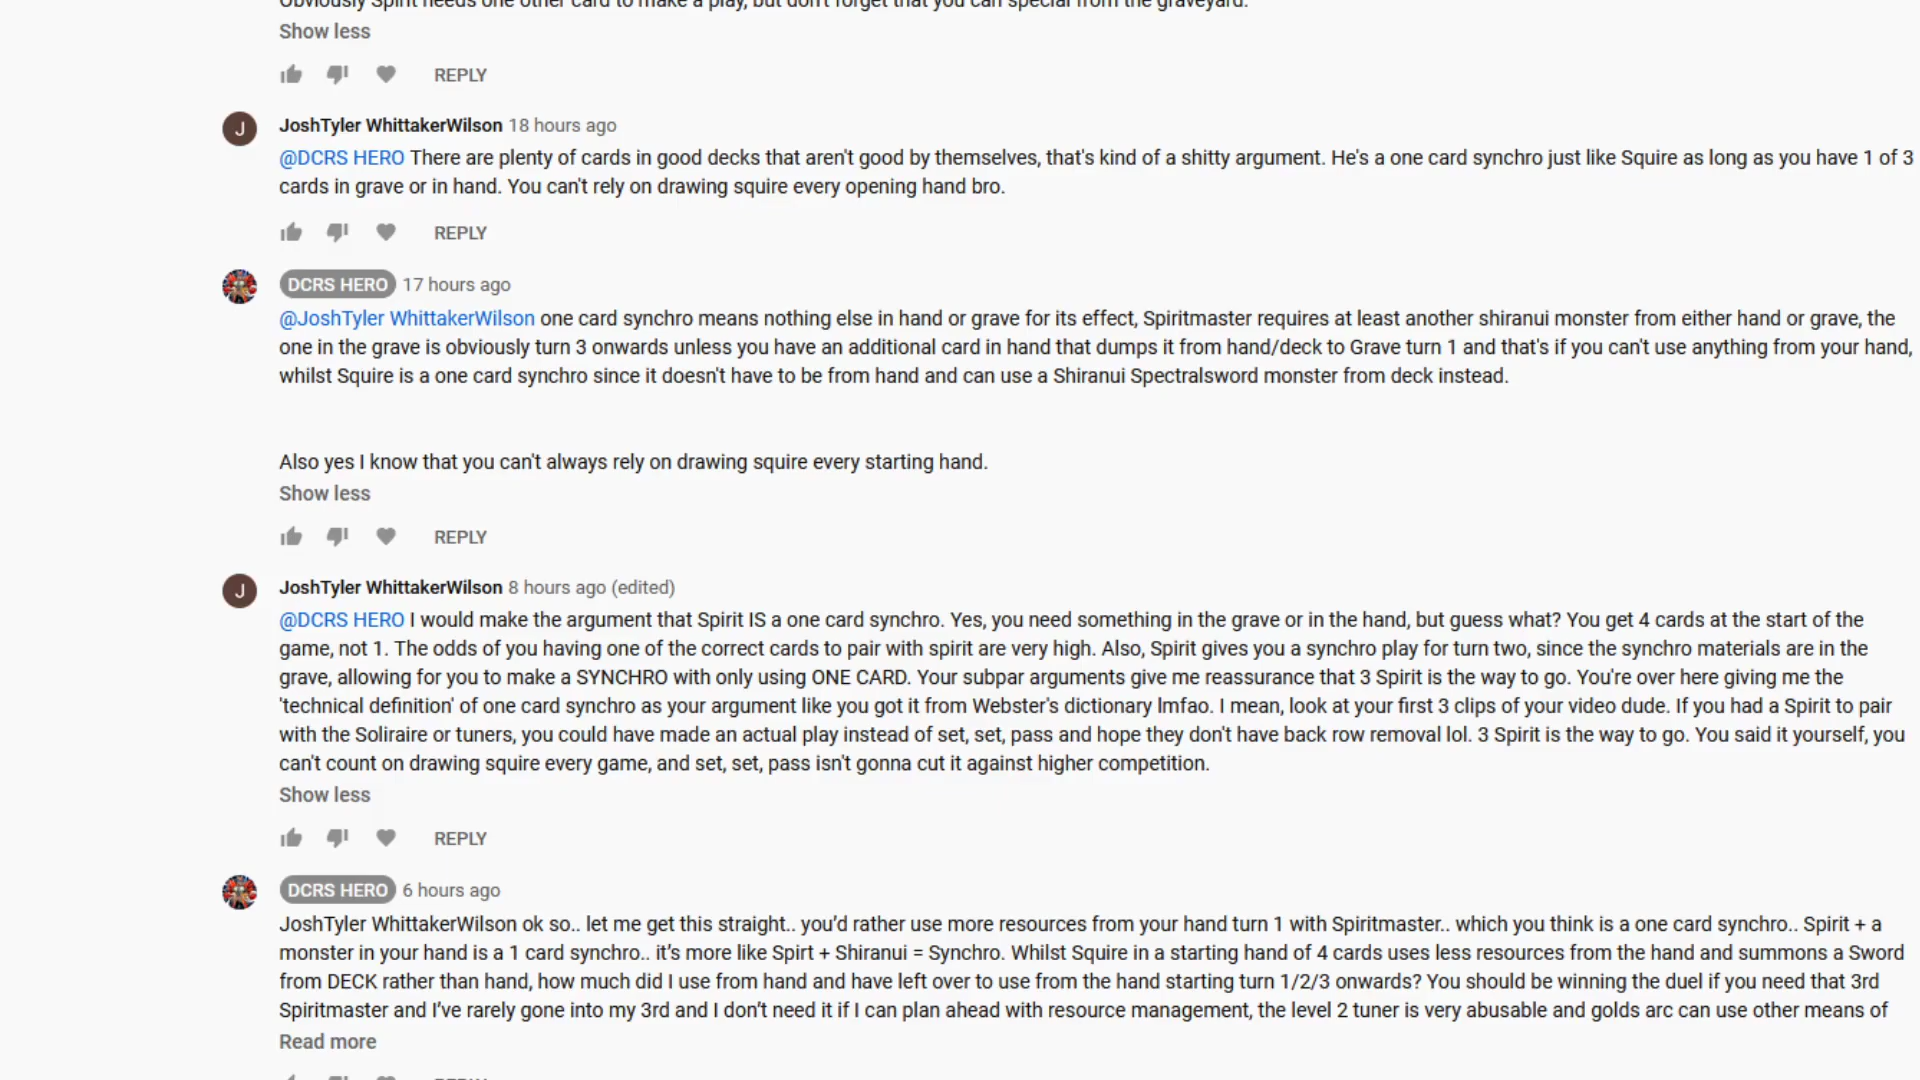 Obviously Spirit needs one other card to make a play, but don't forget that you can special from the graveyard.
Show less
REPLY
J
JoshTyler WhittakerWilson 18 hours ago
@DCRS HERO There are plenty of cards in good decks that aren't good by themselves, that's kind of a shitty argument. He's a one card synchro just like Squire as long as you have 1 of 3
cards in grave or in hand. You can't rely on drawing squire every opening hand bro.
REPLY
DCRS HERO 17 hours ago
@JoshTyler WhittakerWilson one card synchro means nothing else in hand or grave for its effect, Spiritmaster requires at least another shiranui monster from either hand or grave, the
one in the grave is obviously turn 3 onwards unless you have an additional card in hand that dumps it from hand/deck to Grave turn 1 and that's if you can't use anything from your hand,
whilst Squire is a one card synchro since it doesn't have to be from hand and can use a Shiranui Spectralsword monster from deck instead.
Also yes I know that you can't always rely on drawing squire every starting hand.
Show less
REPLY
J
JoshTyler WhittakerWilson 8 hours ago (edited)
@DCRS HERO I would make the argument that Spirit IS a one card synchro. Yes, you need something in the grave or in the hand, but guess what? You get 4 cards at the start of the
game, not 1. The odds of you having one of the correct cards to pair with spirit are very high. Also, Spirit gives you a synchro play for turn two, since the synchro materials are in the
grave, allowing for you to make a SYNCHRO with only using ONE CARD. Your subpar arguments give me reassurance that 3 Spirit is the way to go. You're over here giving me the
'technical definition' of one card synchro as your argument like you got it from Webster's dictionary lmfao. I mean, look at your first 3 clips of your video dude. If you had a Spirit to pair
with the Soliraire or tuners, you could have made an actual play instead of set, set, pass and hope they don't have back row removal lol. 3 Spirit is the way to go. You said it yourself, you
can't count on drawing squire every game, and set, set, pass isn't gonna cut it against higher competition.
Show less
REPLY
DCRS HERO 6 hours ago
JoshTyler WhittakerWilson ok so.. let me get this straight.. you’d rather use more resources from your hand turn 1 with Spiritmaster.. which you think is a one card synchro.. Spirit + a
monster in your hand is a 1 card synchro.. it’s more like Spirt + Shiranui = Synchro. Whilst Squire in a starting hand of 4 cards uses less resources from the hand and summons a Sword
from DECK rather than hand, how much did I use from hand and have left over to use from the hand starting turn 1/2/3 onwards? You should be winning the duel if you need that 3rd
Spiritmaster and I’ve rarely gone into my 3rd and I don’t need it if I can plan ahead with resource management, the level 2 tuner is very abusable and golds arc can use other means of
Read more
REPLY